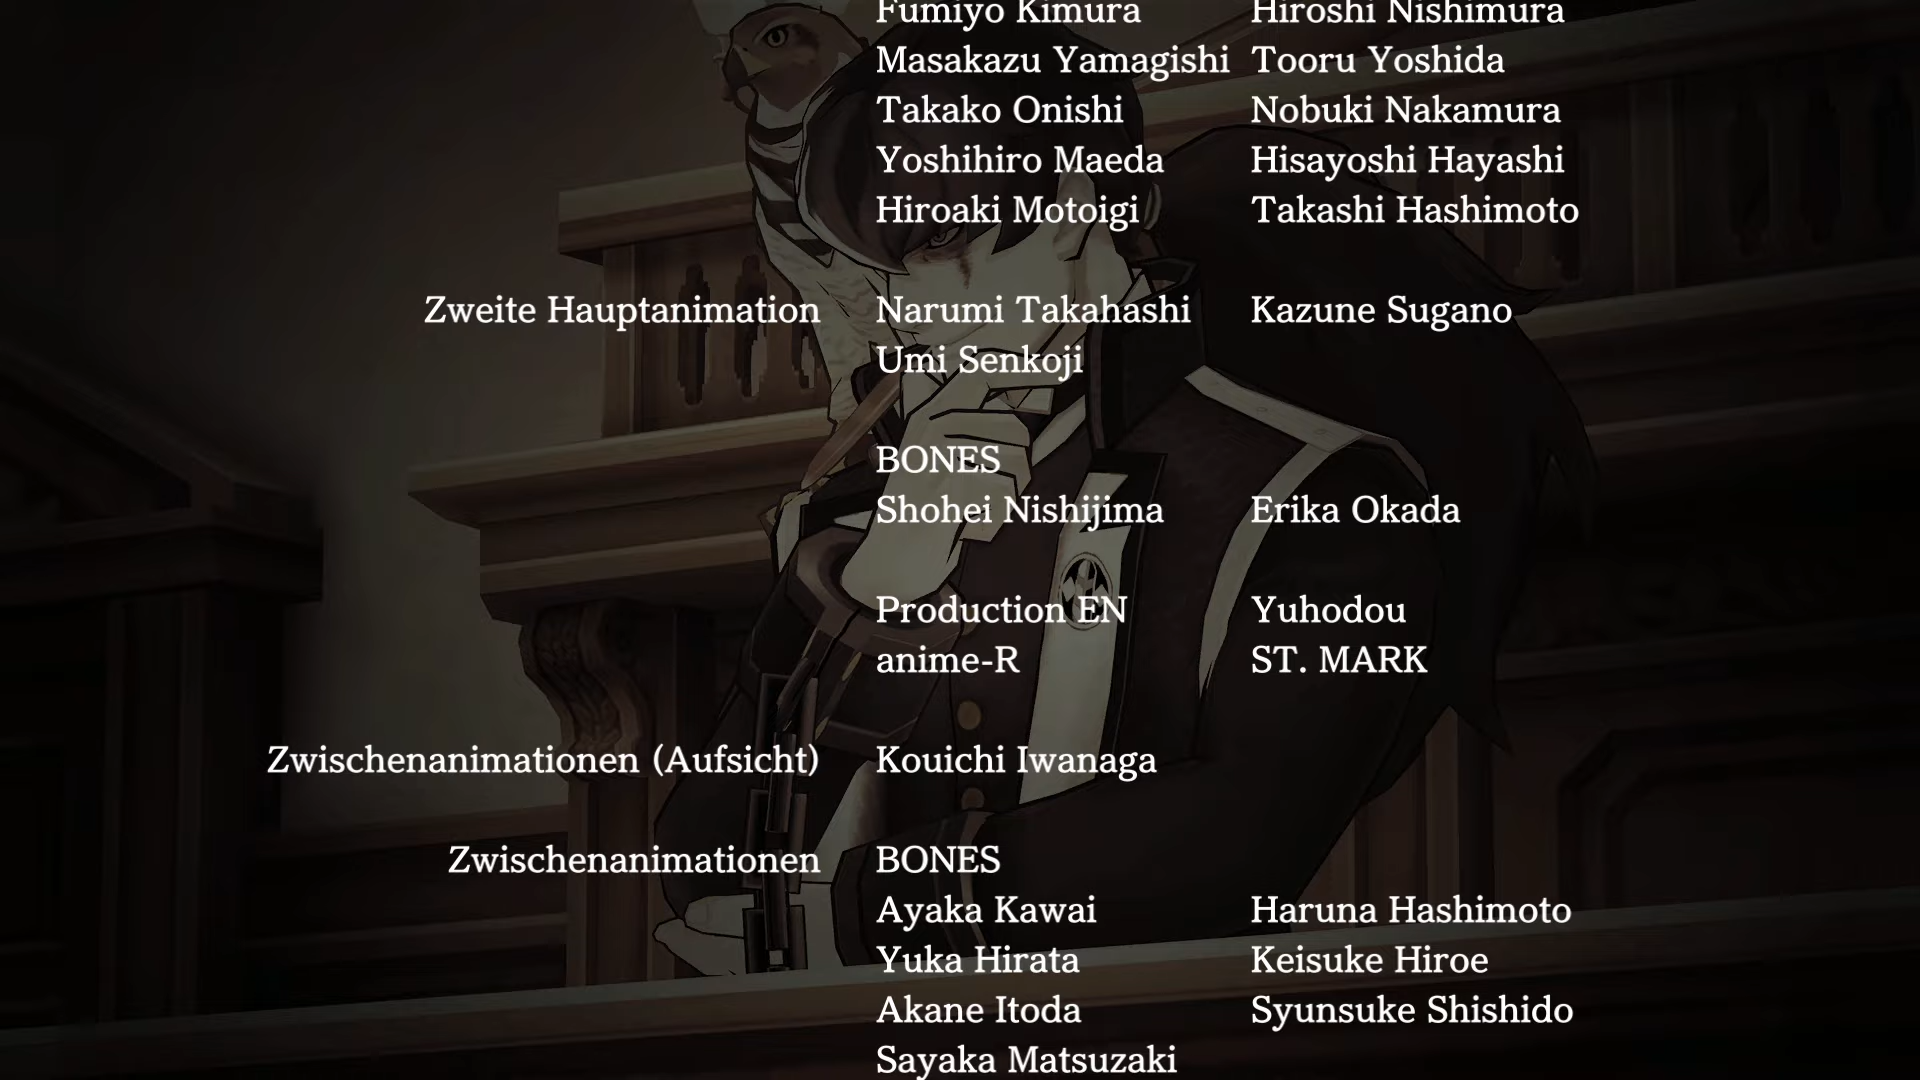 Fumiyo Kimura Hiroshi Nishimura
Masakazu Yamagishi Tooru Yoshida
Takako Onishi Nobuki Nakamura
Yoshihiro Maeda Hisayoshi Hayashi
Hiroaki Motoigi Takashi Hashimoto
Zweite Hauptanimation Narumi Takahashi Kazune Sugano
Umi Senkoji
BONES
Shohei Nishijima Erika Okada
Production EN Yuhodou
anime-R ST. MARK
Zwischenanimationen (Aufsicht) Kouichi Iwanaga
Zwischenanimationen BONES
Ayaka Kawai Haruna Hashimoto
Yuka Hirata Keisuke Hiroe
Akane Itoda Syunsuke Shishido
Sayaka Matsuzaki